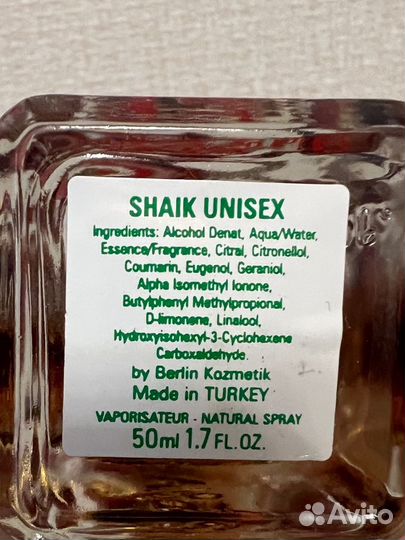 SHAIK UNISEX
Ingredients: Alcohol Denat, Aqua/Water,
Essence/Fragrance, Citral, Citronellol,
Coumarin, Eugenol, Geraniol,
Alpha Isomethyl Ionone,
Butylphenyl Methylpropional,
D-limonene, Linalool,
Hydroxyisohexyl-3-Cyclohexene
Carboxaldehyde.
by Berlin Kozmetik
Made in TURKEY
VAPORISATEUR - NATURAL SPRAY
50ml 1.7 FL.OZ.
Avito